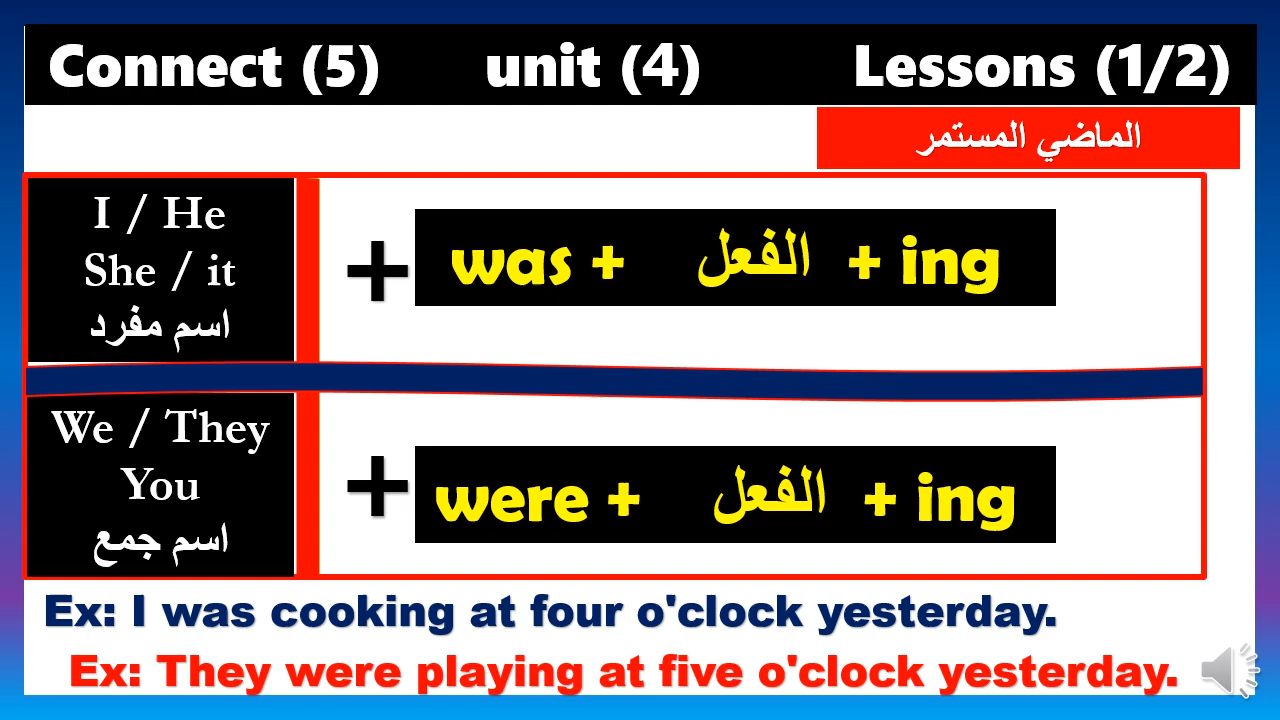 Connect (5) unit (4) Lessons (1/2)
الماضي المستمر
I / He
She / it
اسم مفرد
+ was + الفعل + ing
We / They
You
اسم جمع
+ were + الفعل + ing
Ex: I was cooking at four o'clock yesterday.
Ex: They were playing at five o'clock yesterday.